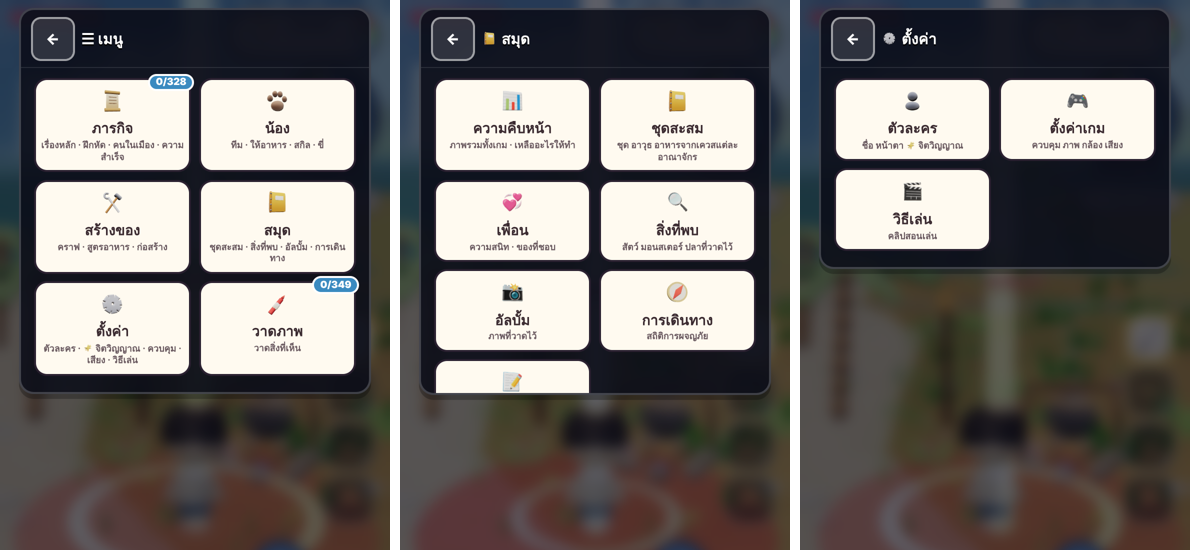 ☰ เมนู
0/328
ภารกิจ
เรื่องหลัก · ฝึกหัด · คนในเมือง · ความ
สำเร็จ
น้อง
ทีม · ให้อาหาร · สกิล · ขี่
สร้างของ
คราฟ · สูตรอาหาร · ก่อสร้าง
สมุด
ชุดสะสม · สิ่งที่พบ · อัลบั้ม · การเดิน
ทาง
ตั้งค่า
ตัวละคร · จิตวิญญาณ · ควบคุม ·
เสียง · วิธีเล่น
0/349
วาดภาพ
วาดสิ่งที่เห็น
สมุด
ความคืบหน้า
ภาพรวมทั้งเกม · เหลืออะไรให้ทำ
ชุดสะสม
ชุด อาวุธ อาหารจากเควสแต่ละ
อาณาจักร
เพื่อน
ความสนิท · ของที่ชอบ
สิ่งที่พบ
สัตว์ มอนสเตอร์ ปลาที่วาดไว้
อัลบั้ม
ภาพที่วาดไว้
การเดินทาง
สถิติการผจญภัย
ตั้งค่า
ตัวละคร
ชื่อ หน้าตา จิตวิญญาณ
ตั้งค่าเกม
ควบคุม ภาพ กล้อง เสียง
วิธีเล่น
คลิปสอนเล่น